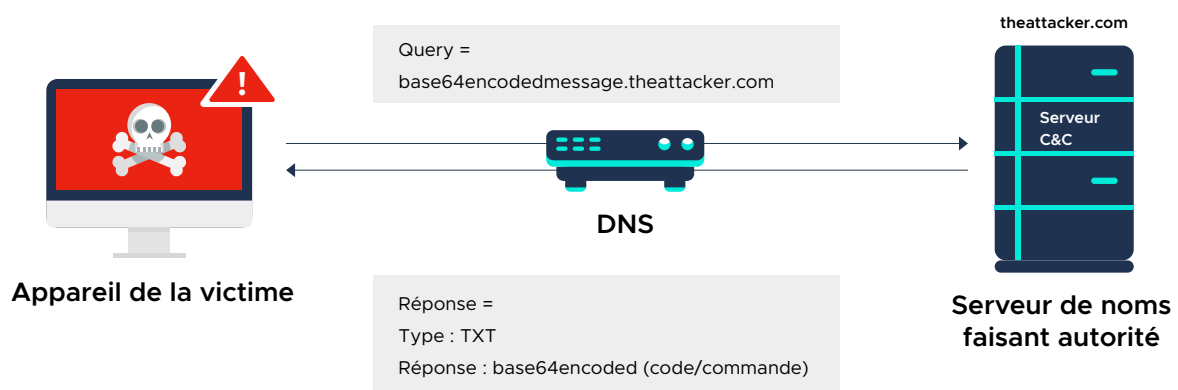 theattacker.com
Query =
base64encodedmessage.theattacker.com
!
Serveur
C&C
DNS
Appareil de la victime
Serveur de noms
faisant autorité
Réponse =
Type : TXT
Réponse : base64encoded (code/commande)